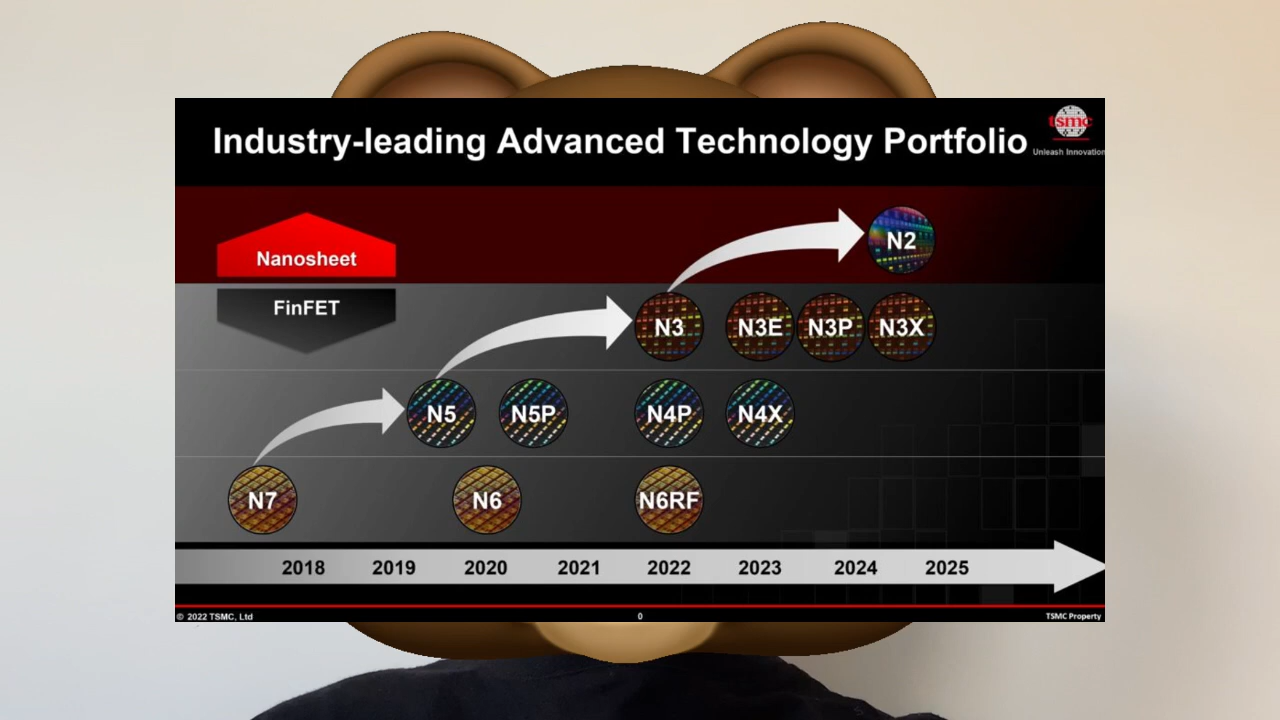 Industry-leading Advanced Technology Portfolio
tsmc
Unleash Innovation
Nanosheet
FinFET
N2
N3 N3E N3P N3X
N5 N5P N4P N4X
N7 N6 N6RF
2018 2019 2020 2021 2022 2023 2024 2025
© 2022 TSMC, Ltd 0 TSMC Property